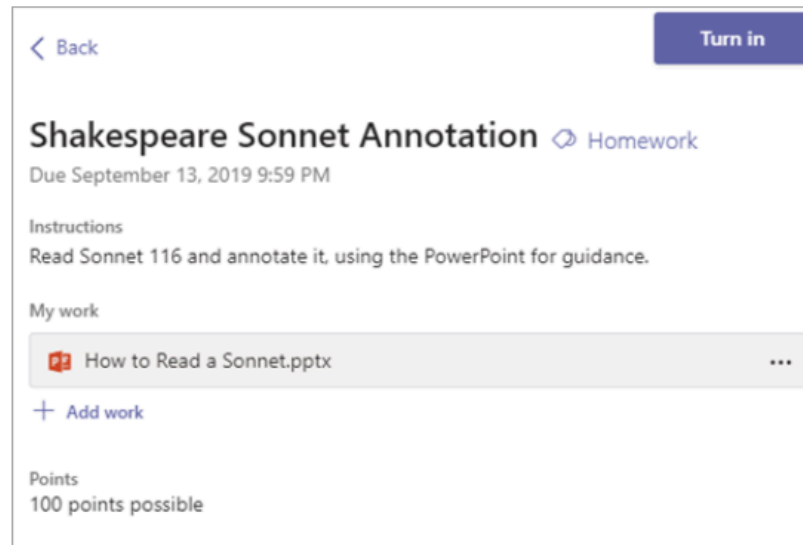 Back
Turn in
Shakespeare Sonnet Annotation Homework
Due September 13, 2019 9:59 PM
Instructions
Read Sonnet 116 and annotate it, using the PowerPoint for guidance.
My work
How to Read a Sonnet.pptx
Add work
Points
100 points possible